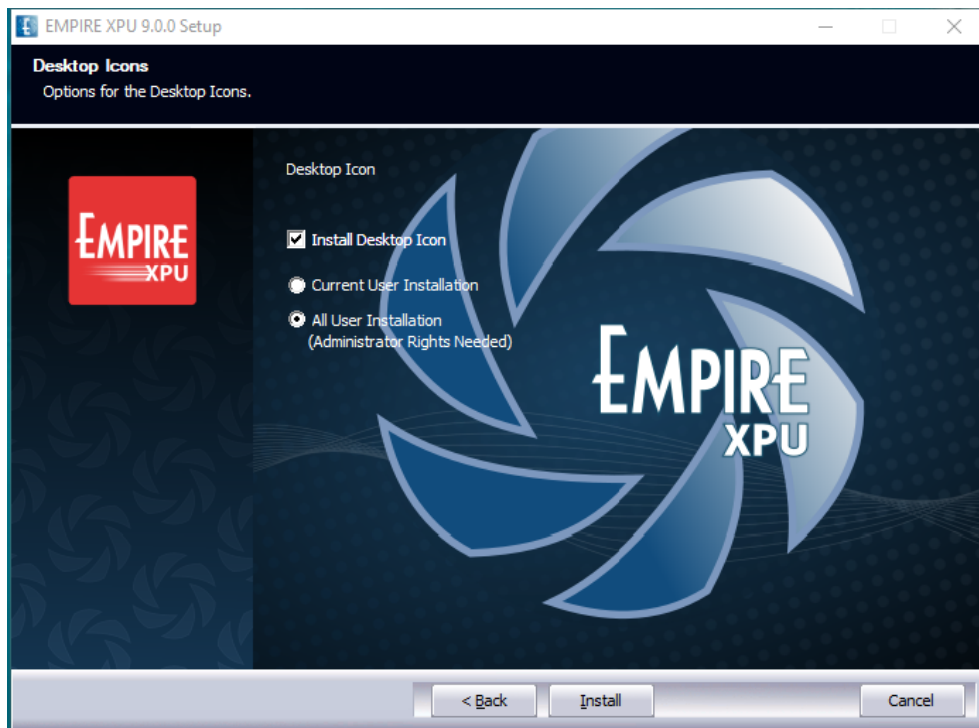 EMPIRE XPU 9.0.0 Setup
Desktop Icons
Options for the Desktop Icons.
EMPIRE
XPU
Desktop Icon
Install Desktop Icon
Current User Installation
All User Installation
(Administrator Rights Needed)
EMPIRE
XPU
< Back
Install
Cancel